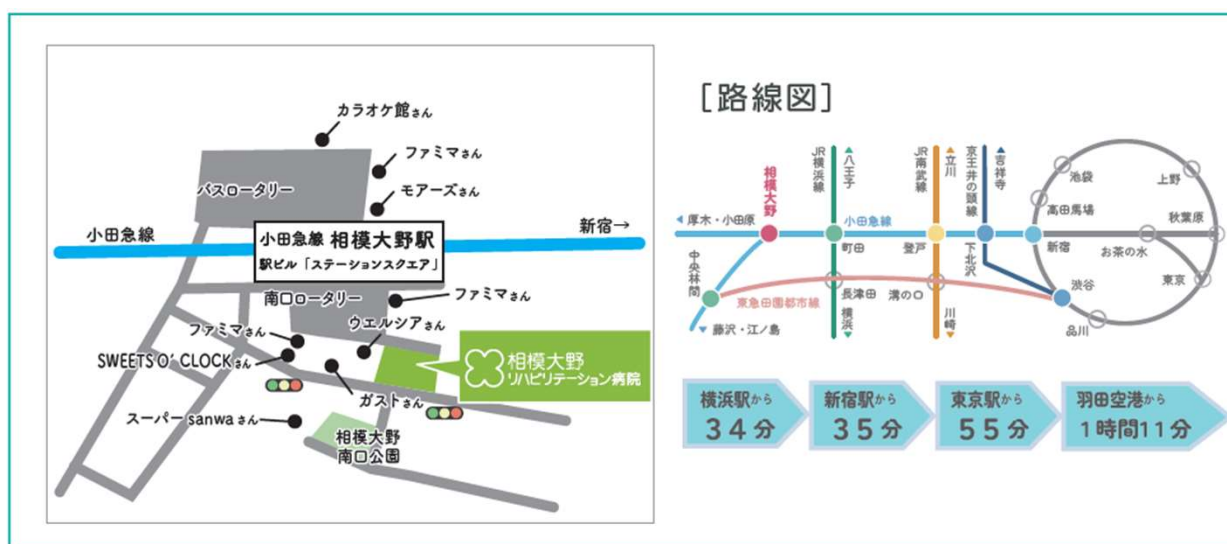 カラオケ館さん
ファミマさん
バスロータリー
モアーズさん
新宿→
小田急線
小田急線 相模大野駅
駅ビル「ステーションスクエア」
南口ロータリー
ファミマさん
ファミマさん
ウエルシアさん
SWEETS O' CLOCKさん
相模大野
リハビリテーション病院
ガストさん
スーパーsanwaさん
相模大野
南口公園
[路線図]
相模大野
JR横浜線
▲八王子
JR南武線
▲立川
京王井の頭線
▲吉祥寺
池袋
上野
高田馬場
秋葉原
◀厚木・小田原
小田急線
町田
登戸
下北沢
新宿
お茶の水
中央林間
東京
東急田園都市線
長津田
溝の口
渋谷
横浜▼
川崎▼
品川
▼藤沢・江ノ島
横浜駅から
34分
新宿駅から
35分
東京駅から
55分
羽田空港から
1時間11分